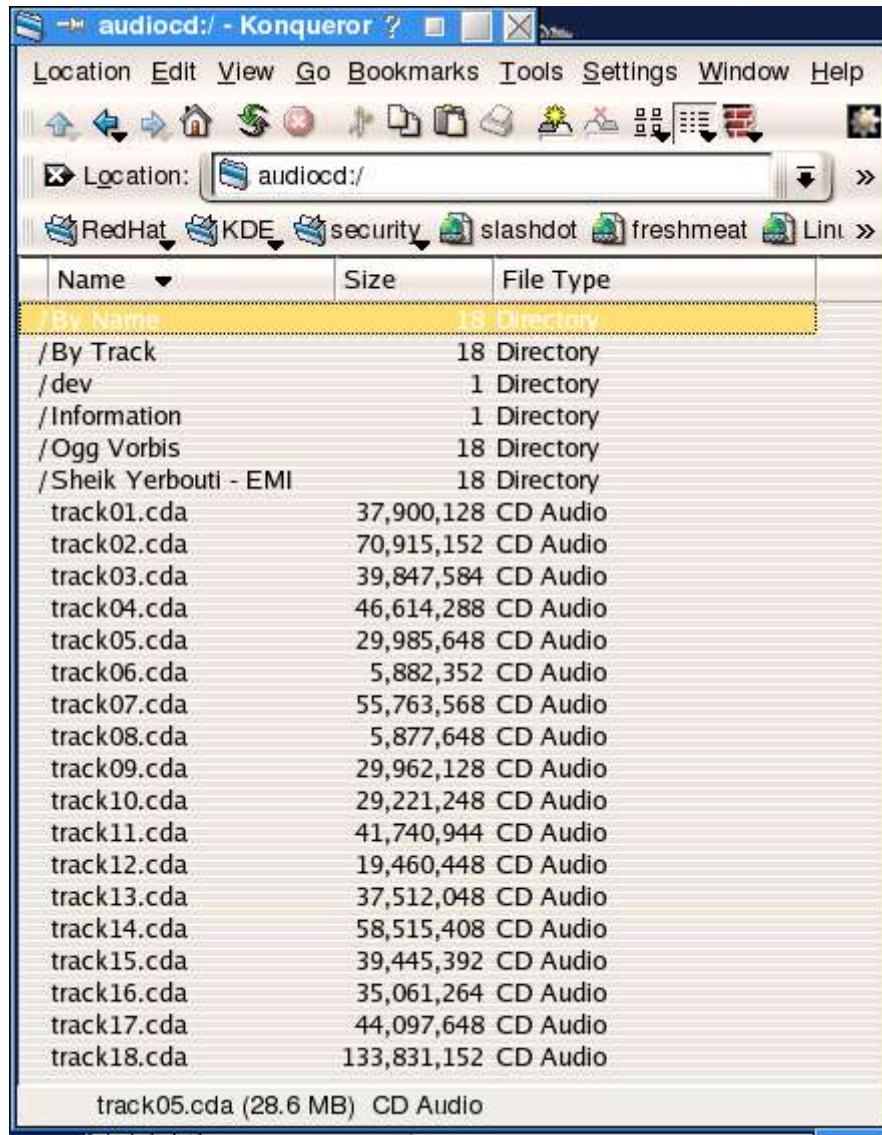 audiocd:/ - Konqueror ?
Location Edit View Go Bookmarks Tools Settings Window Help
Location: audiocd:/ »
RedHat KDE security slashdot freshmeat Linu »
Name Size File Type
/By Name 18 Directory
/By Track 18 Directory
/dev 1 Directory
/Information 1 Directory
/Ogg Vorbis 18 Directory
/Sheik Yerbouti - EMI 18 Directory
track01.cda 37,900,128 CD Audio
track02.cda 70,915,152 CD Audio
track03.cda 39,847,584 CD Audio
track04.cda 46,614,288 CD Audio
track05.cda 29,985,648 CD Audio
track06.cda 5,882,352 CD Audio
track07.cda 55,763,568 CD Audio
track08.cda 5,877,648 CD Audio
track09.cda 29,962,128 CD Audio
track10.cda 29,221,248 CD Audio
track11.cda 41,740,944 CD Audio
track12.cda 19,460,448 CD Audio
track13.cda 37,512,048 CD Audio
track14.cda 58,515,408 CD Audio
track15.cda 39,445,392 CD Audio
track16.cda 35,061,264 CD Audio
track17.cda 44,097,648 CD Audio
track18.cda 133,831,152 CD Audio
track05.cda (28.6 MB) CD Audio